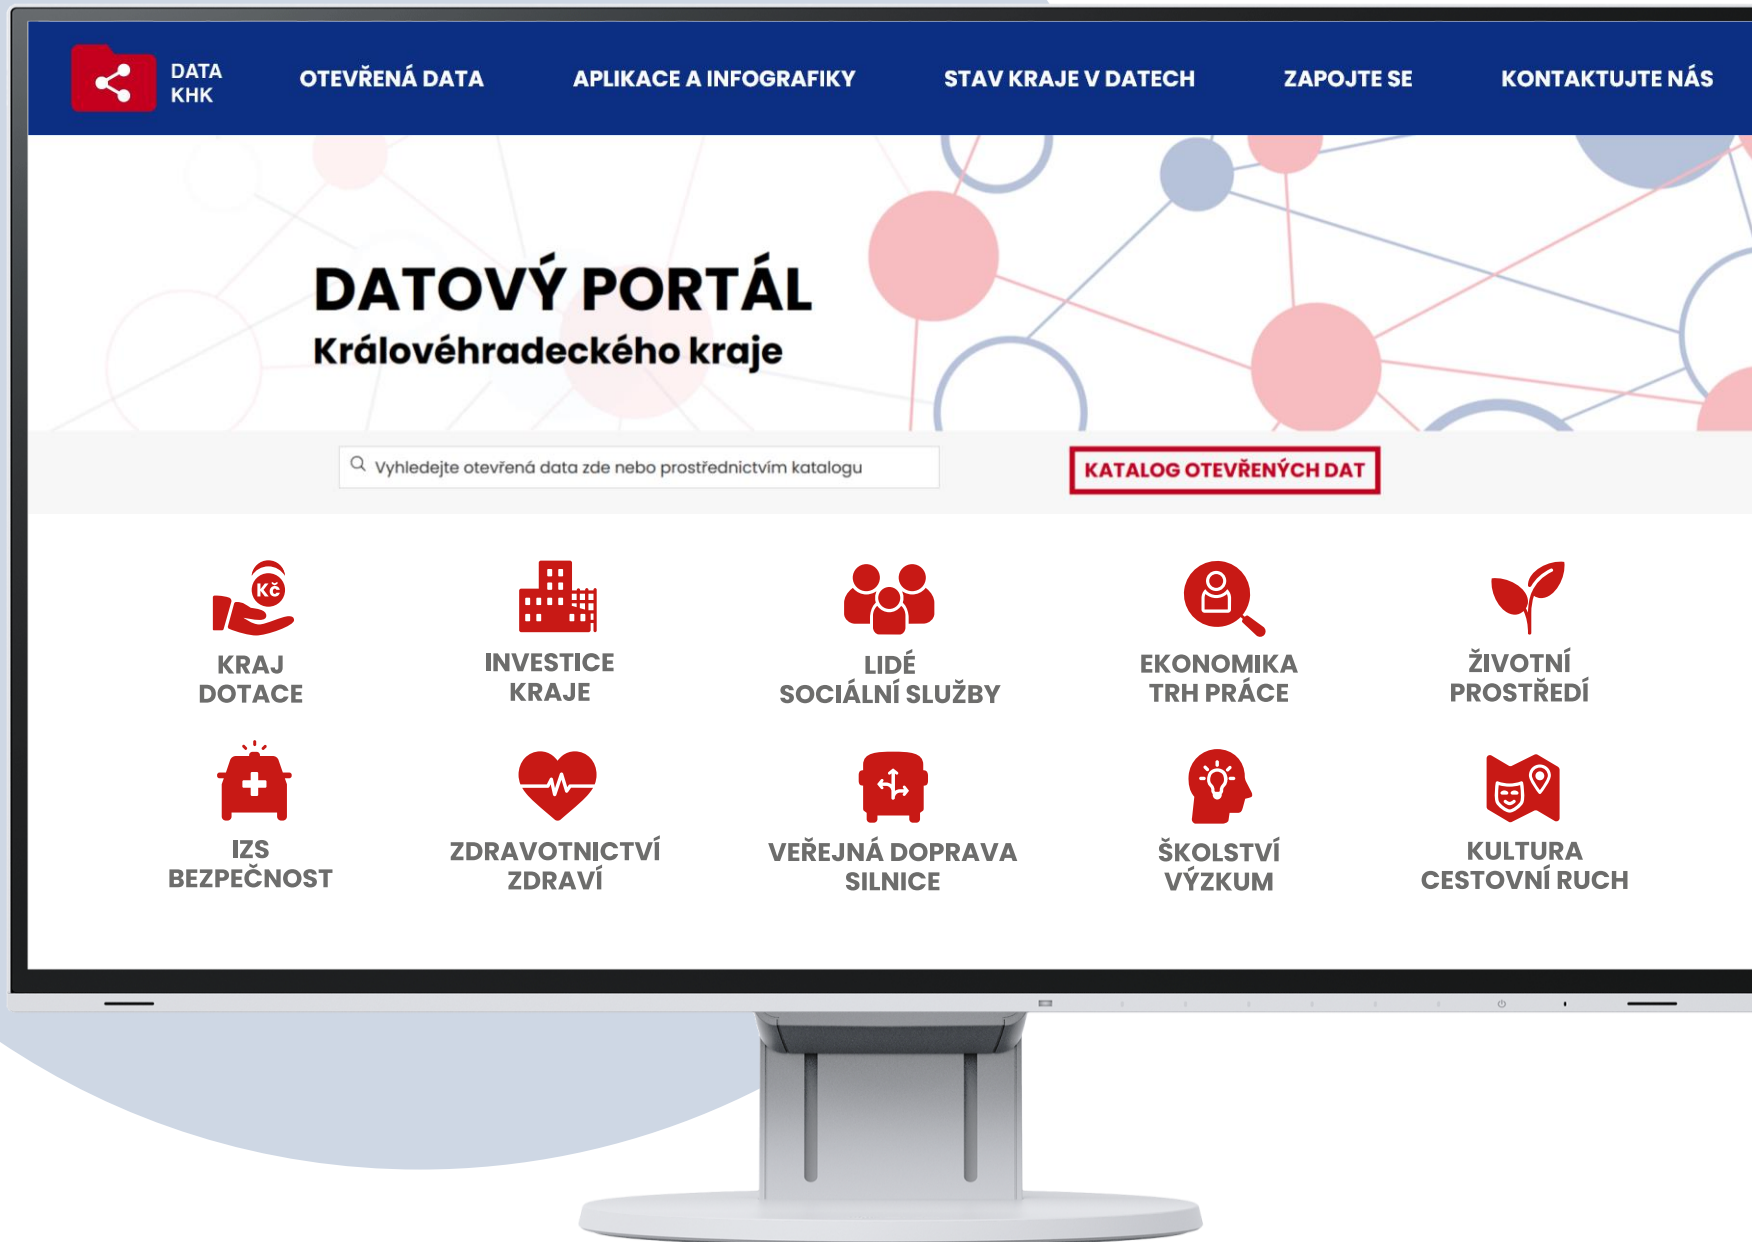 DATA
KHK
OTEVŘENÁ DATA
APLIKACE A INFOGRAFIKY
STAV KRAJE V DATECH
ZAPOJTE SE
KONTAKTUJTE NÁS
DATOVÝ PORTÁL
Královéhradeckého kraje
Vyhledejte otevřená data zde nebo prostřednictvím katalogu
KATALOG OTEVŘENÝCH DAT
Kč
KRAJ
DOTACE
INVESTICE
KRAJE
LIDÉ
SOCIÁLNÍ SLUŽBY
EKONOMIKA
TRH PRÁCE
ŽIVOTNÍ
PROSTŘEDÍ
IZS
BEZPEČNOST
ZDRAVOTNICTVÍ
ZDRAVÍ
VEŘEJNÁ DOPRAVA
SILNICE
ŠKOLSTVÍ
VÝZKUM
KULTURA
CESTOVNÍ RUCH